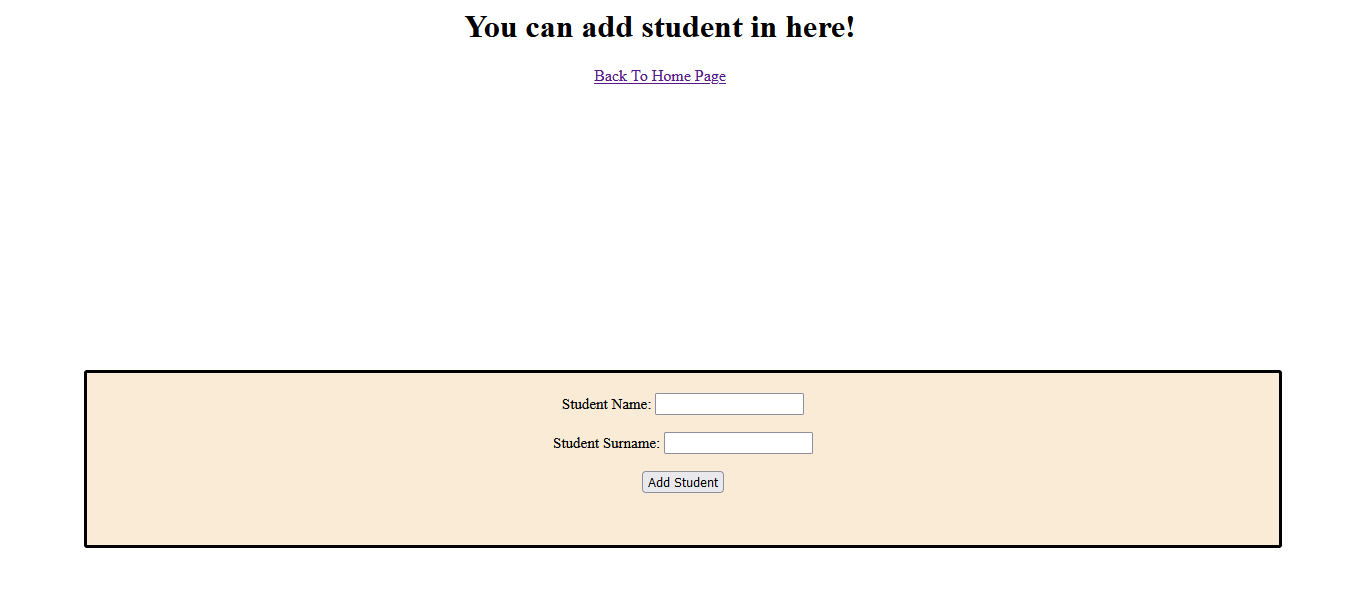 You can add student in here!
Back To Home Page
Student Name:
Student Surname:
Add Student